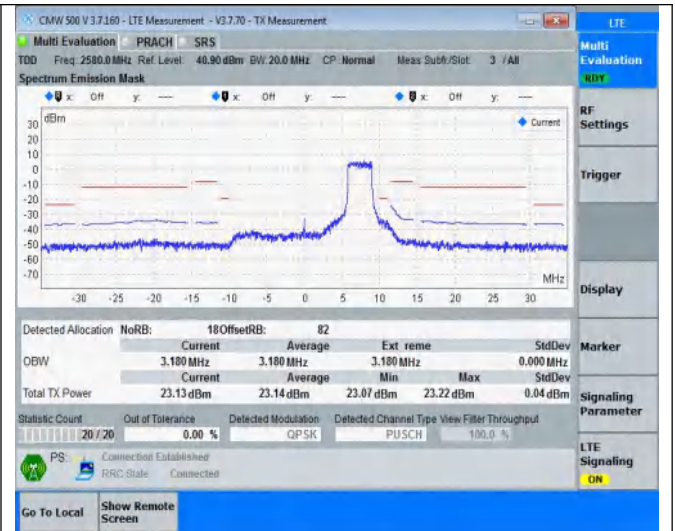 CMW 500 V 3.7.160 - LTE Measurement - V3.7.70 - TX Measurement
LTE
Multi Evaluation PRACH SRS
Multi
Evaluation
RDY
TDD Freq: 2580.0 MHz Ref. Level: 40.90 dBm BW: 20.0 MHz CP: Normal Meas Subfr./Slot: 3 / All
Spectrum Emission Mask
x: Off y: --- x: Off y: --- x: Off y: ---
dBm
Current
30
20
10
0
-10
-20
-30
-40
-50
-60
-70
MHz
-30 -25 -20 -15 -10 -5 0 5 10 15 20 25 30
RF
Settings
Trigger
Display
Marker
Signaling
Parameter
LTE
Signaling
ON
Detected Allocation NoRB: 18 OffsetRB: 82
Current Average Ext reme StdDev
OBW 3.180 MHz 3.180 MHz 3.180 MHz 0.000 MHz
Current Average Min Max StdDev
Total TX Power 23.13 dBm 23.14 dBm 23.07 dBm 23.22 dBm 0.04 dBm
Statistic Count Out of Tolerance Detected Modulation Detected Channel Type View Filter Throughput
20 / 20 0.00 % QPSK PUSCH 100.0 %
PS: Connection Established
RRC State Connected
Go To Local
Show Remote
Screen